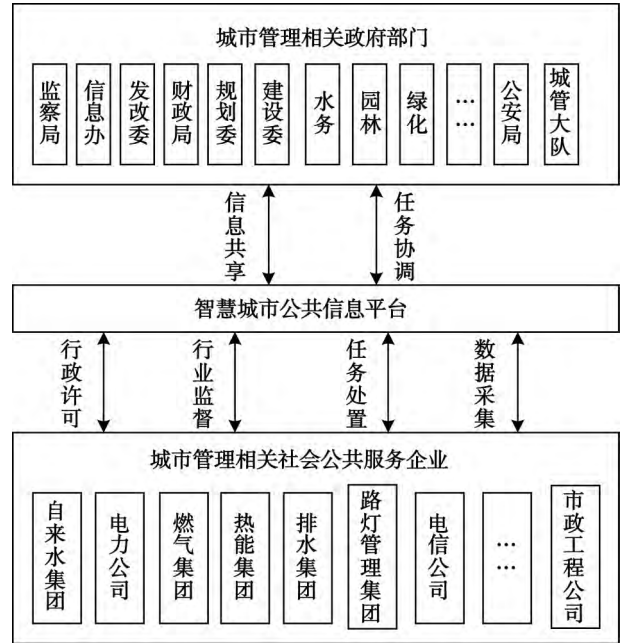 城市管理相关政府部门
监察局
信息办
发改委
财政局
规划委
建设委
水务
园林
绿化
……
公安局
城管大队
信息共享
任务协调
智慧城市公共信息平台
行政许可
行业监督
任务处置
数据采集
城市管理相关社会公共服务企业
自来水集团
电力公司
燃气集团
热能集团
排水集团
路灯管理集团
电信公司
……
市政工程公司